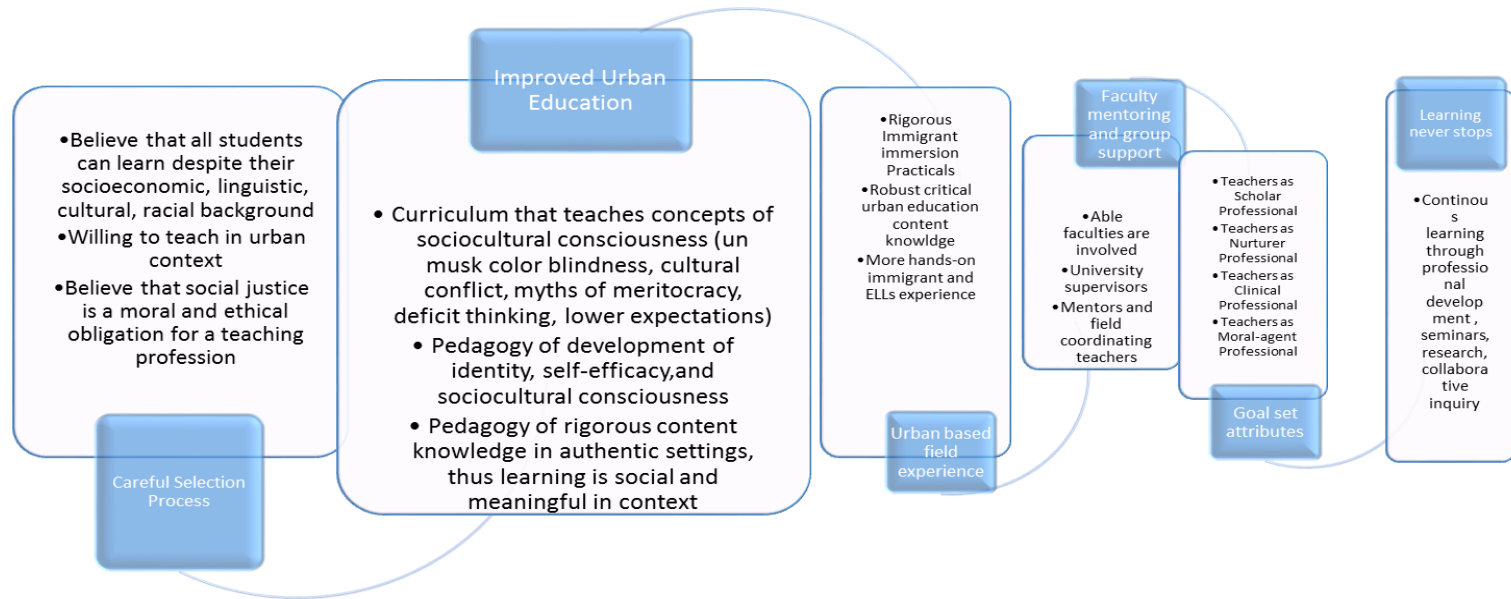 •Believe that all students
can learn despite their
socioeconomic, linguistic,
cultural, racial background
•Willing to teach in urban
context
•Believe that social justice
is a moral and ethical
obligation for a teaching
profession
Careful Selection
Process
Improved Urban
Education
• Curriculum that teaches concepts of
sociocultural consciousness (un
musk color blindness, cultural
conflict, myths of meritocracy,
deficit thinking, lower expectations)
• Pedagogy of development of
identity, self-efficacy,and
sociocultural consciousness
• Pedagogy of rigorous content
knowledge in authentic settings,
thus learning is social and
meaningful in context
•Rigorous
Immigrant
immersion
Practicals
•Robust critical
urban education
content
knowldge
•More hands-on
immigrant and
ELLs experience
Urban based
field
experience
Faculty
mentoring
and group
support
•Able
faculties are
involved
•University
supervisors
•Mentors and
field
coordinating
teachers
•Teachers as
Scholar
Professional
•Teachers as
Nurturer
Professional
•Teachers as
Clinical
Professional
•Teachers as
Moral-agent
Professional
Goal set
attributes
Learning
never stops
•Continou
s
learning
through
professio
nal
develop
ment ,
seminars,
research,
collabora
tive
inquiry